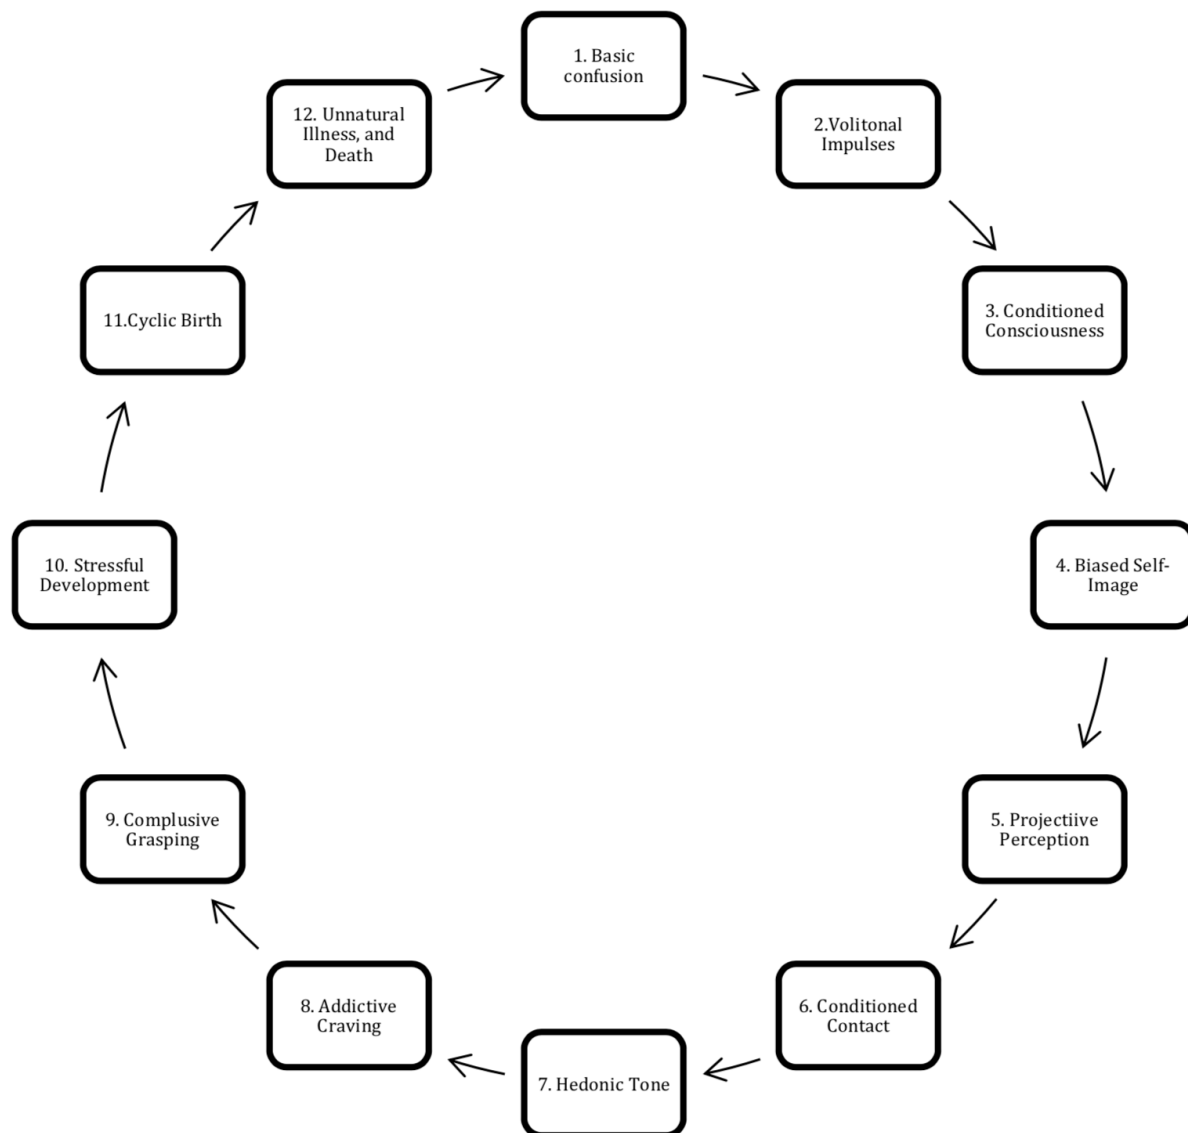 1. Basic
confusion
2.Volitonal
Impulses
3. Conditioned
Consciousness
4. Biased Self-
Image
5. Projectiive
Perception
6. Conditioned
Contact
7. Hedonic Tone
8. Addictive
Craving
9. Complusive
Grasping
10. Stressful
Development
11.Cyclic Birth
12. Unnatural
Illness, and
Death